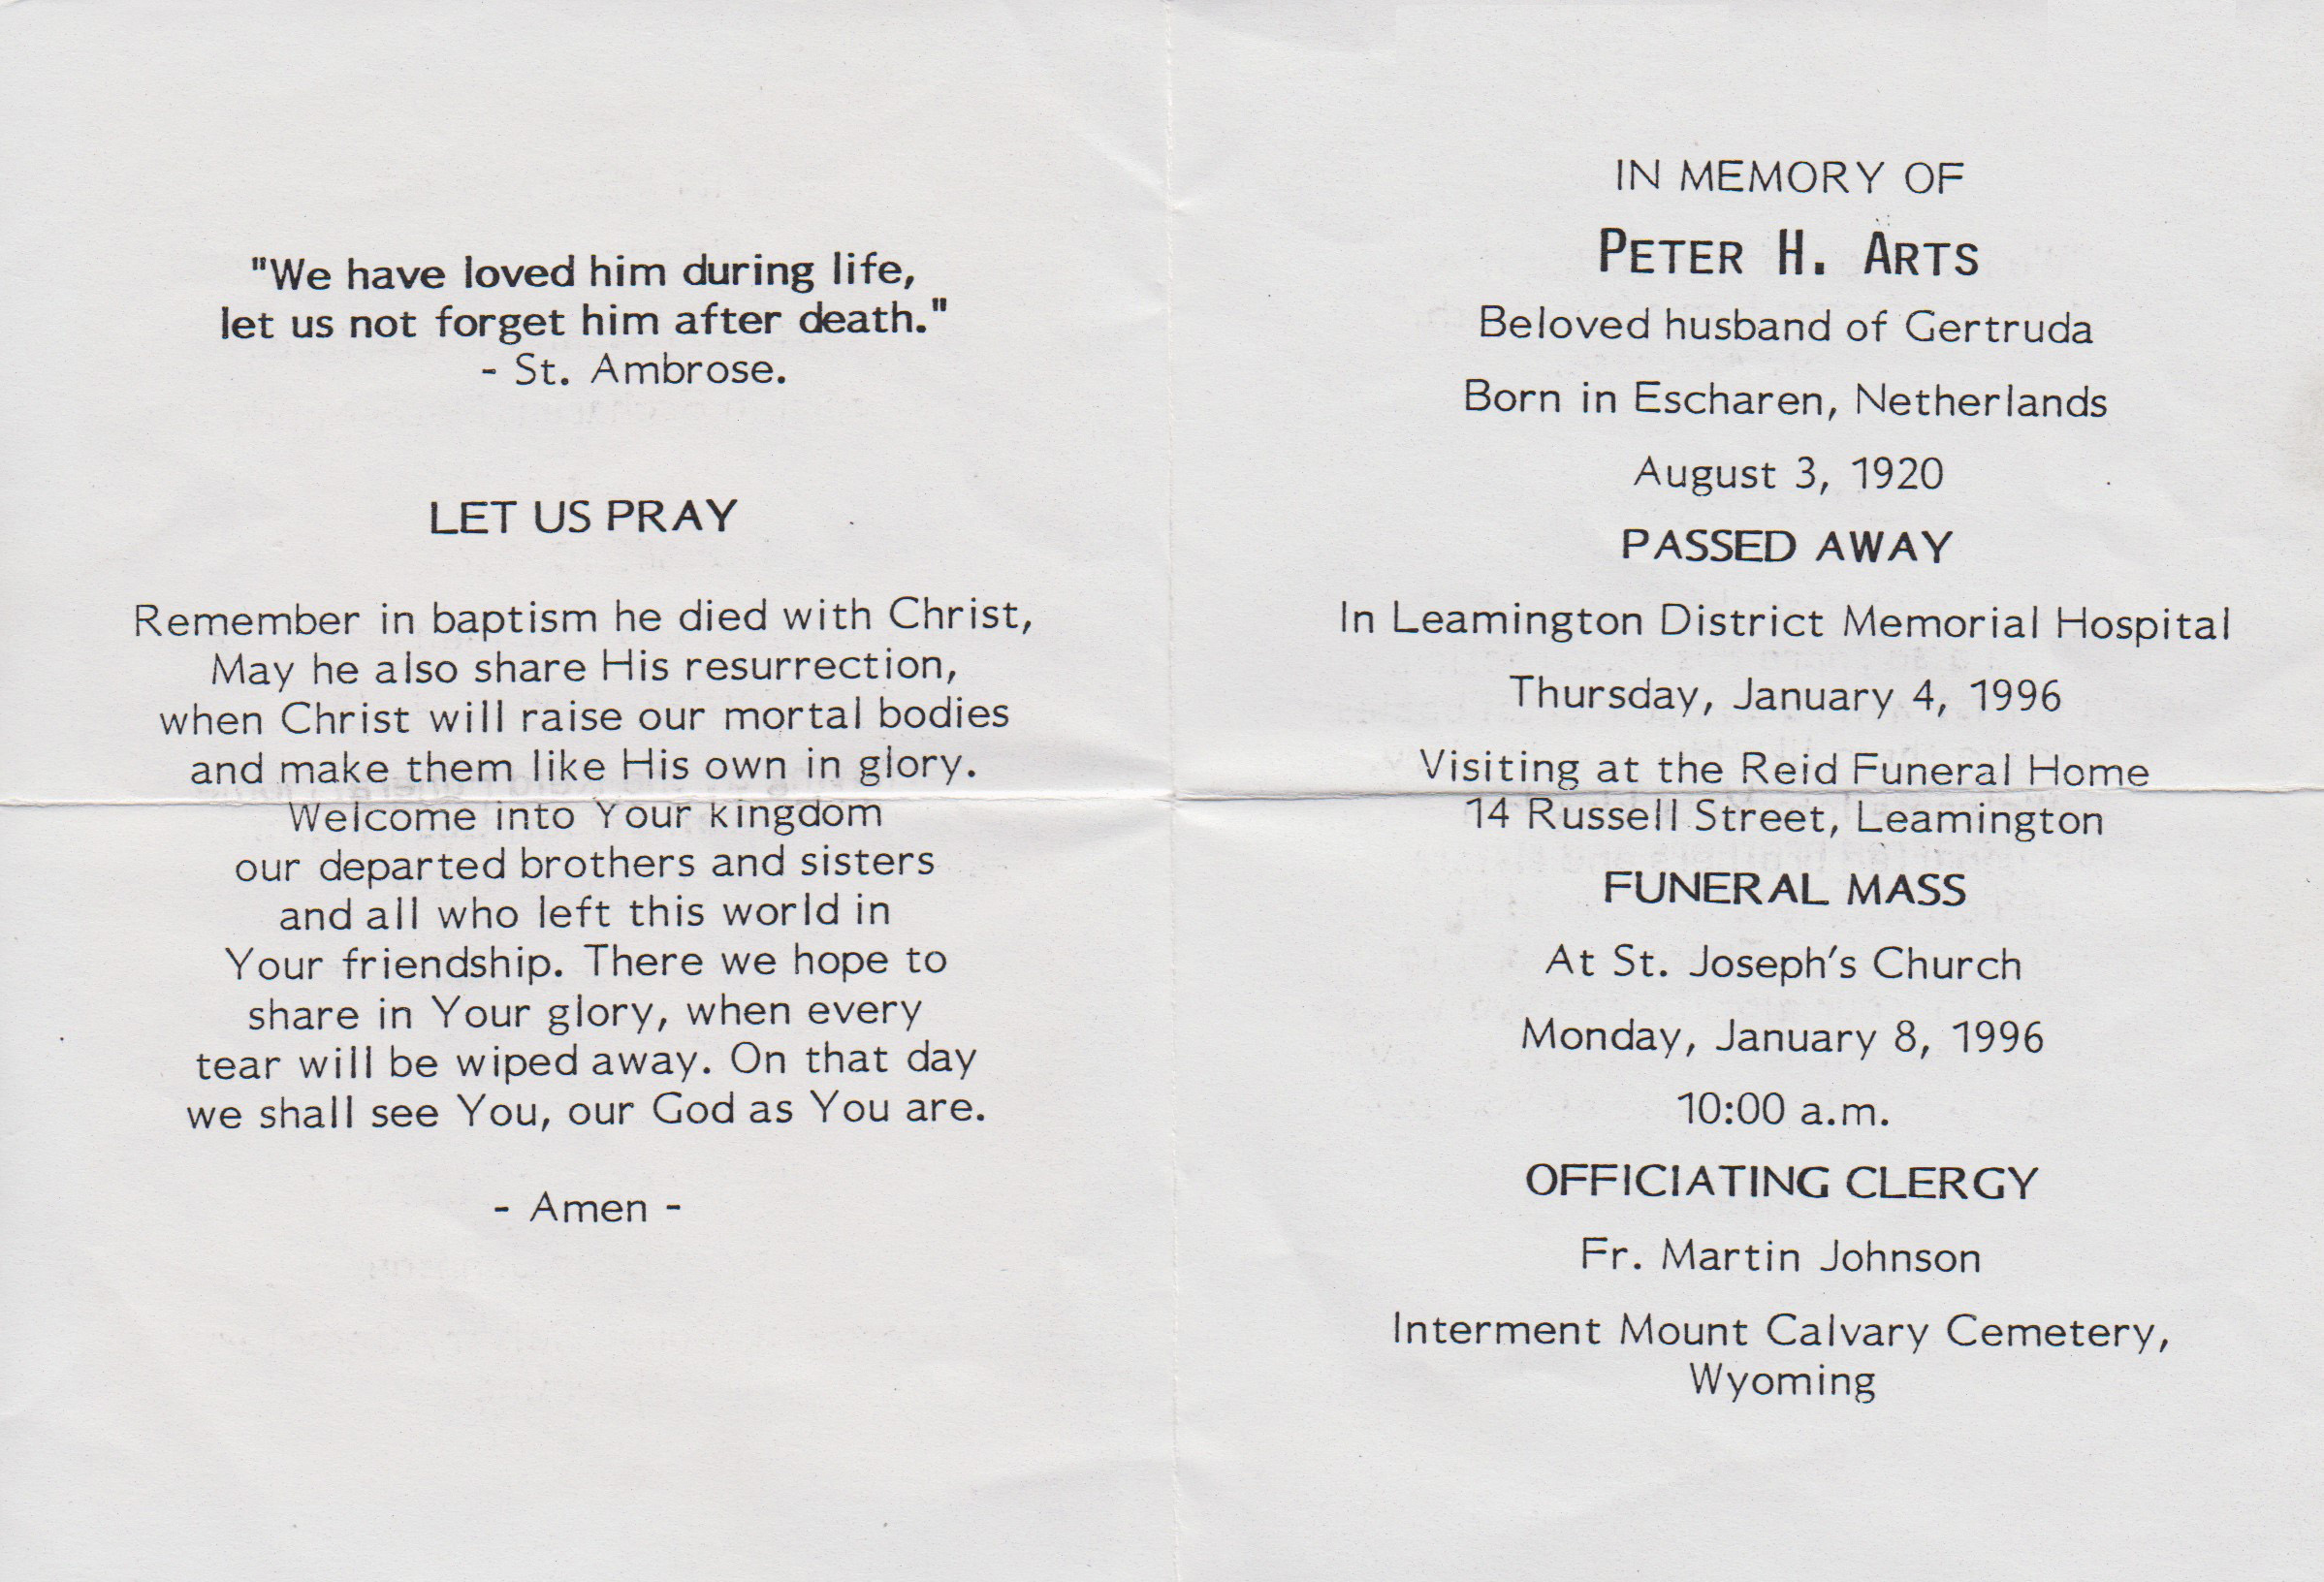 "We have loved him during life,
let us not forget him after death."
- St. Ambrose.
LET US PRAY
Remember in baptism he died with Christ,
May he also share His resurrection,
when Christ will raise our mortal bodies
and make them like His own in glory.
Welcome into Your kingdom
our departed brothers and sisters
and all who left this world in
Your friendship. There we hope to
share in Your glory, when every
tear will be wiped away. On that day
we shall see You, our God as You are.
- Amen -
IN MEMORY OF
PETER H. ARTS
Beloved husband of Gertruda
Born in Escharen, Netherlands
August 3, 1920
PASSED AWAY
In Leamington District Memorial Hospital
Thursday, January 4, 1996
Visiting at the Reid Funeral Home
14 Russell Street, Leamington
FUNERAL MASS
At St. Joseph's Church
Monday, January 8, 1996
10:00 a.m.
OFFICIATING CLERGY
Fr. Martin Johnson
Interment Mount Calvary Cemetery,
Wyoming